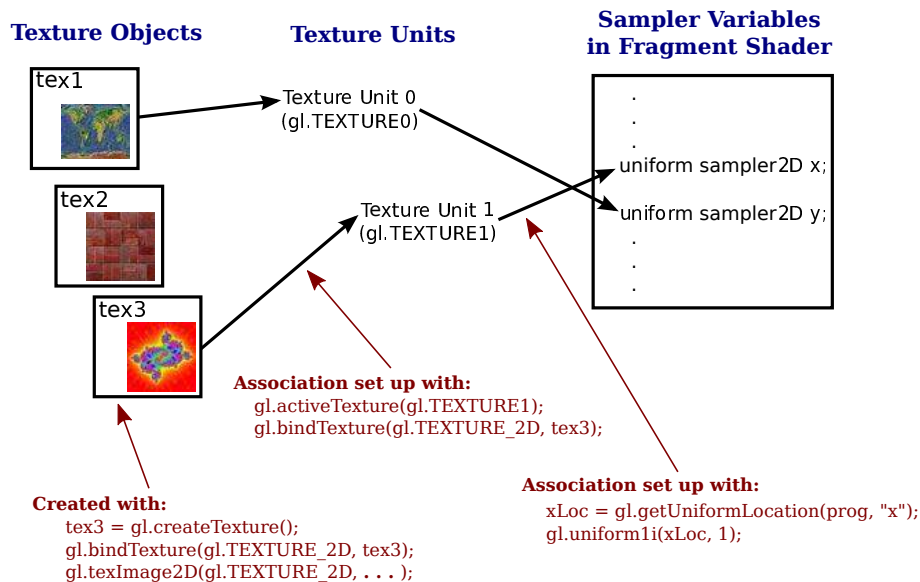 Texture Objects
Texture Units
Sampler Variables
in Fragment Shader
tex1
Texture Unit 0
(gl.TEXTURE0)
.
.
.
uniform sampler2D x;
tex2
Texture Unit 1
(gl.TEXTURE1)
uniform sampler2D y;
.
.
.
tex3
Association set up with:
gl.activeTexture(gl.TEXTURE1);
gl.bindTexture(gl.TEXTURE_2D, tex3);
Created with:
tex3 = gl.createTexture();
gl.bindTexture(gl.TEXTURE_2D, tex3);
gl.texImage2D(gl.TEXTURE_2D, . . . );
Association set up with:
xLoc = gl.getUniformLocation(prog, "x");
gl.uniform1i(xLoc, 1);